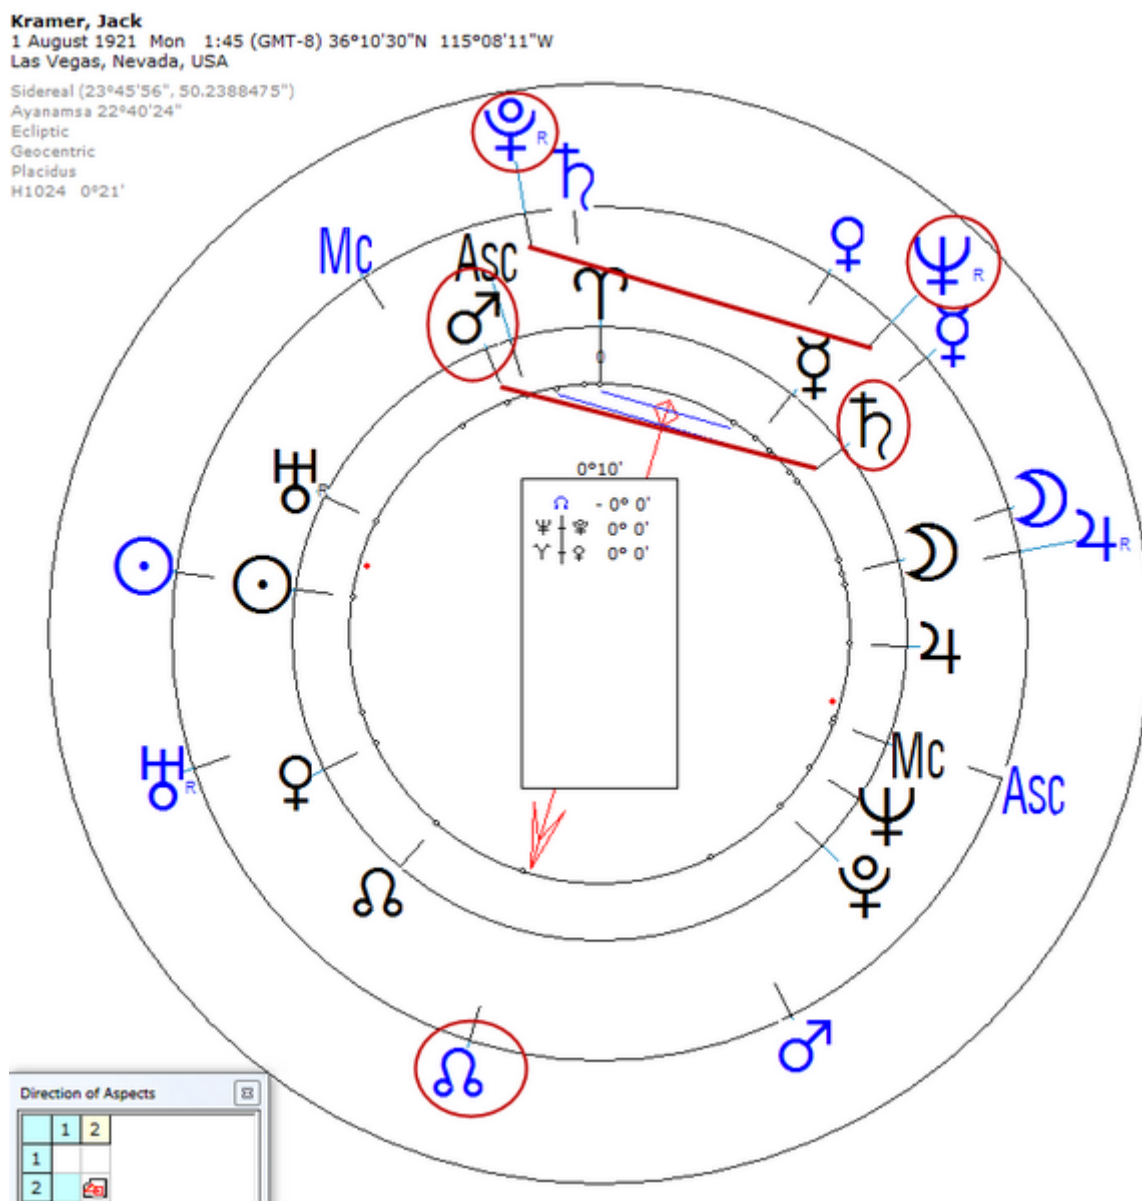 Kramer, Jack
1 August 1921 Mon 1:45 (GMT-8) 36°10'30"N 115°08'11"W
Las Vegas, Nevada, USA
Sidereal (23°45'56", 50.2388475")
Ayanamsa 22°40'24"
Ecliptic
Geocentric
Placidus
H1024 0°21'
♇ R
♄
Mc
Asc
♀
♆ R
☿
♂
♈
0
☿
♄
♅ R
☽
♃ R
☉
☉
☽
♃
0°10'
☊ - 0° 0'
♆ ♇ 0° 0'
♈ ♀ 0° 0'
♅ R
♀
Mc
Asc
♆
♇
☊
☊
♂
Direction of Aspects
1 2
1
2